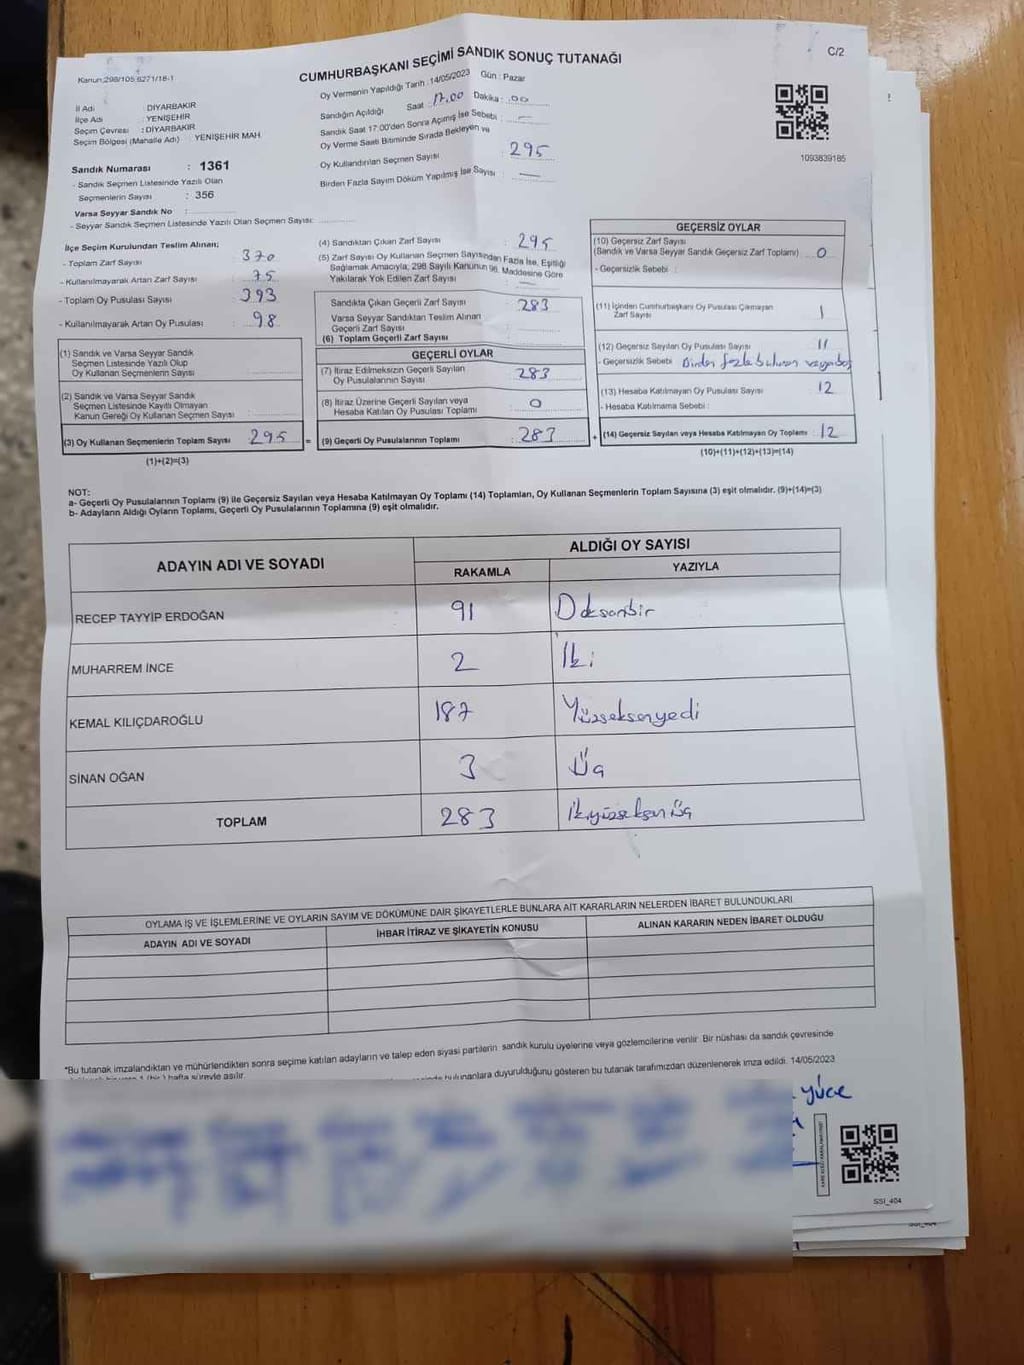 C/2
CUMHURBAŞKANI SEÇİMİ SANDIK SONUÇ TUTANAĞI
Kanun:298/105,6271/18-1
Oy Vermenin Yapıldığı Tarih : 14/05/2023 Gün : Pazar
İl Adı : DİYARBAKIR
İlçe Adı : YENİŞEHİR
Seçim Çevresi : DİYARBAKIR
Seçim Bölgesi (Mahalle Adı) : YENİŞEHİR MAH.
Sandığın Açıldığı Saat : 17.00 Dakika : 00
Sandık Saat 17:00'den Sonra Açılmış İse Sebebi : —
Oy Verme Saati Bitiminde Sırada Bekleyen ve
Oy Kullandırılan Seçmen Sayısı 295
Birden Fazla Sayım Döküm Yapılmış İse Sayısı : —
1093839185
Sandık Numarası : 1361
- Sandık Seçmen Listesinde Yazılı Olan
Seçmenlerin Sayısı : 356
Varsa Seyyar Sandık No :
- Seyyar Sandık Seçmen Listesinde Yazılı Olan Seçmen Sayısı:
İlçe Seçim Kurulundan Teslim Alınan;
- Toplam Zarf Sayısı : 370
- Kullanılmayarak Artan Zarf Sayısı : 75
- Toplam Oy Pusulası Sayısı : 393
- Kullanılmayarak Artan Oy Pusulası : 98
(1) Sandık ve Varsa Seyyar Sandık
Seçmen Listesinde Yazılı Olup
Oy Kullanan Seçmenlerin Sayısı :
(2) Sandık ve Varsa Seyyar Sandık
Seçmen Listesinde Kayıtlı Olmayan
Kanun Gereği Oy Kullanan Seçmen Sayısı :
(3) Oy Kullanan Seçmenlerin Toplam Sayısı : 295 =
(1)+(2)=(3)
(4) Sandıktan Çıkan Zarf Sayısı : 295
(5) Zarf Sayısı Oy Kullanan Seçmen Sayısından Fazla İse, Eşitliği
Sağlamak Amacıyla, 298 Sayılı Kanunun 98. Maddesine Göre
Yakılarak Yok Edilen Zarf Sayısı : —
Sandıkta Çıkan Geçerli Zarf Sayısı : 283
Varsa Seyyar Sandıktan Teslim Alınan
Geçerli Zarf Sayısı :
(6) Toplam Geçerli Zarf Sayısı :
GEÇERLİ OYLAR
(7) İtiraz Edilmeksizin Geçerli Sayılan
Oy Pusulalarının Sayısı : 283
(8) İtiraz Üzerine Geçerli Sayılan veya
Hesaba Katılan Oy Pusulası Toplamı : 0
(9) Geçerli Oy Pusulalarının Toplamı : 283 +
GEÇERSİZ OYLAR
(10) Geçersiz Zarf Sayısı
(Sandık ve Varsa Seyyar Sandık Geçersiz Zarf Toplamı) : 0
- Geçersizlik Sebebi :
(11) İçinden Cumhurbaşkanı Oy Pusulası Çıkmayan
Zarf Sayısı : 1
(12) Geçersiz Sayılan Oy Pusulası Sayısı : 11
- Geçersizlik Sebebi : Birden fazla bulunan veya boş
(13) Hesaba Katılmayan Oy Pusulası Sayısı : 12
- Hesaba Katılmama Sebebi :
(14) Geçersiz Sayılan veya Hesaba Katılmayan Oy Toplamı : 12
(10)+(11)+(12)+(13)=(14)
NOT:
a- Geçerli Oy Pusulalarının Toplamı (9) ile Geçersiz Sayılan veya Hesaba Katılmayan Oy Toplamı (14) Toplamları, Oy Kullanan Seçmenlerin Toplam Sayısına (3) eşit olmalıdır. (9)+(14)=(3)
b- Adayların Aldığı Oyların Toplamı, Geçerli Oy Pusulalarının Toplamına (9) eşit olmalıdır.
ADAYIN ADI VE SOYADI
ALDIĞI OY SAYISI
RAKAMLA YAZIYLA
RECEP TAYYİP ERDOĞAN 91 Doksanbir
MUHARREM İNCE 2 İki
KEMAL KILIÇDAROĞLU 187 Yüzseksenyedi
SİNAN OĞAN 3 Üç
TOPLAM 283 İkiyüzseksenüç
OYLAMA İŞ VE İŞLEMLERİNE VE OYLARIN SAYIM VE DÖKÜMÜNE DAİR ŞİKAYETLERLE BUNLARA AİT KARARLARIN NELERDEN İBARET BULUNDUKLARI
ADAYIN ADI VE SOYADI İHBAR İTİRAZ VE ŞİKAYETİN KONUSU ALINAN KARARIN NEDEN İBARET OLDUĞU
*Bu tutanak imzalandıktan ve mühürlendikten sonra seçime katılan adayların ve talep eden siyasi partilerin sandık kurulu üyelerine veya gözlemcilerine verilir. Bir nüshası da sandık çevresinde
1 (bir) hafta süreyle asılır.
bulunanlara duyurulduğunu gösteren bu tutanak tarafımızdan düzenlenerek imza edildi. 14/05/2023
yüce
SSI_404